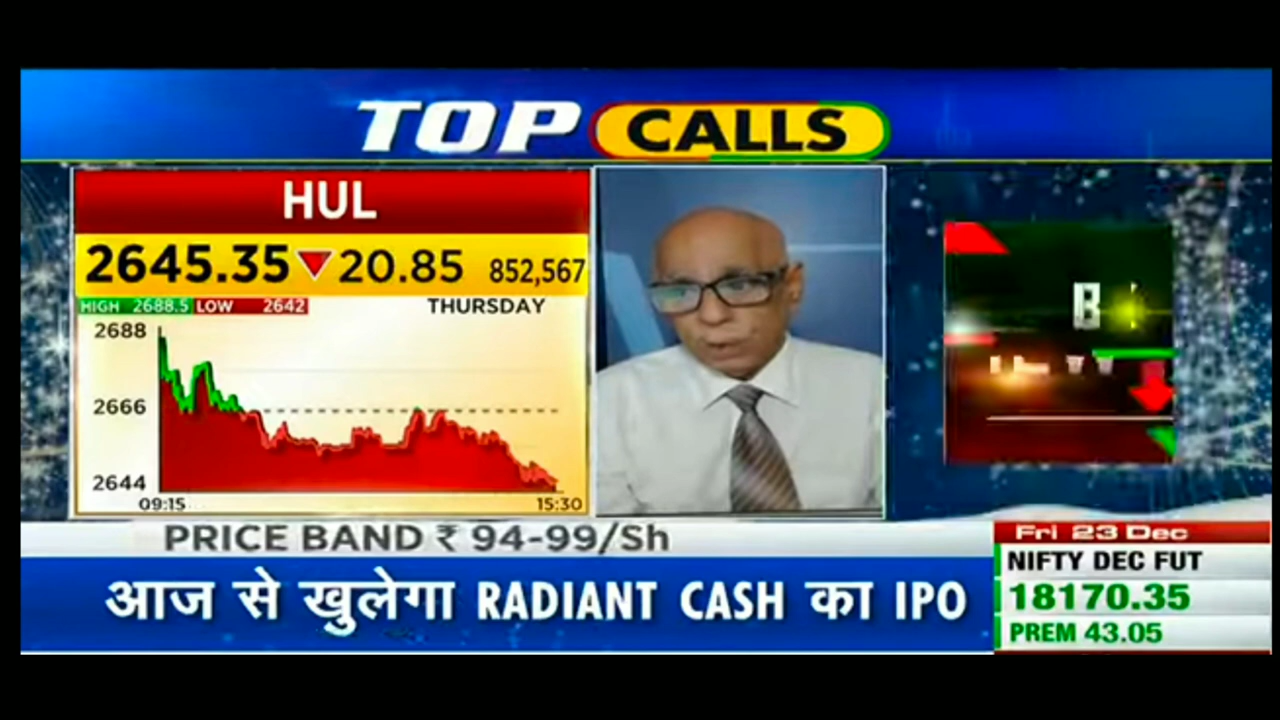 TOP CALLS
HUL
2645.35 ▼ 20.85 852,567
HIGH 2688.5 LOW 2642 THURSDAY
2688
2666
2644
09:15 15:30
PRICE BAND ₹ 94-99/Sh
आज से खुलेगा RADIANT CASH का IPO
Fri 23 Dec
NIFTY DEC FUT
18170.35
PREM 43.05